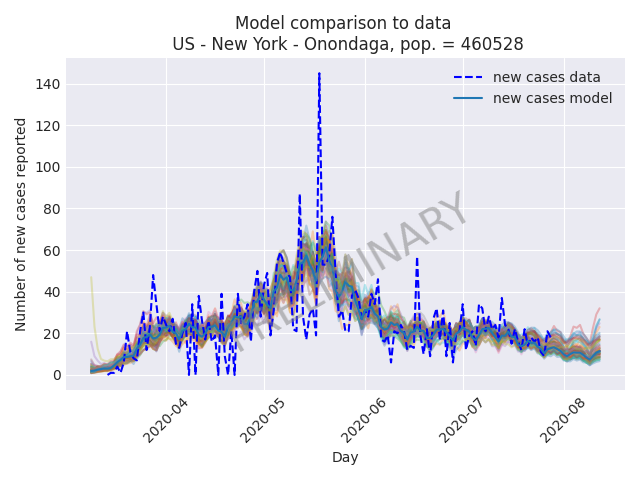 Model comparison to data
US - New York - Onondaga, pop. = 460528
new cases data
new cases model
Number of new cases reported
140
120
100
80
60
40
20
0
PRELIMINARY
2020-04
2020-05
2020-06
2020-07
2020-08
Day